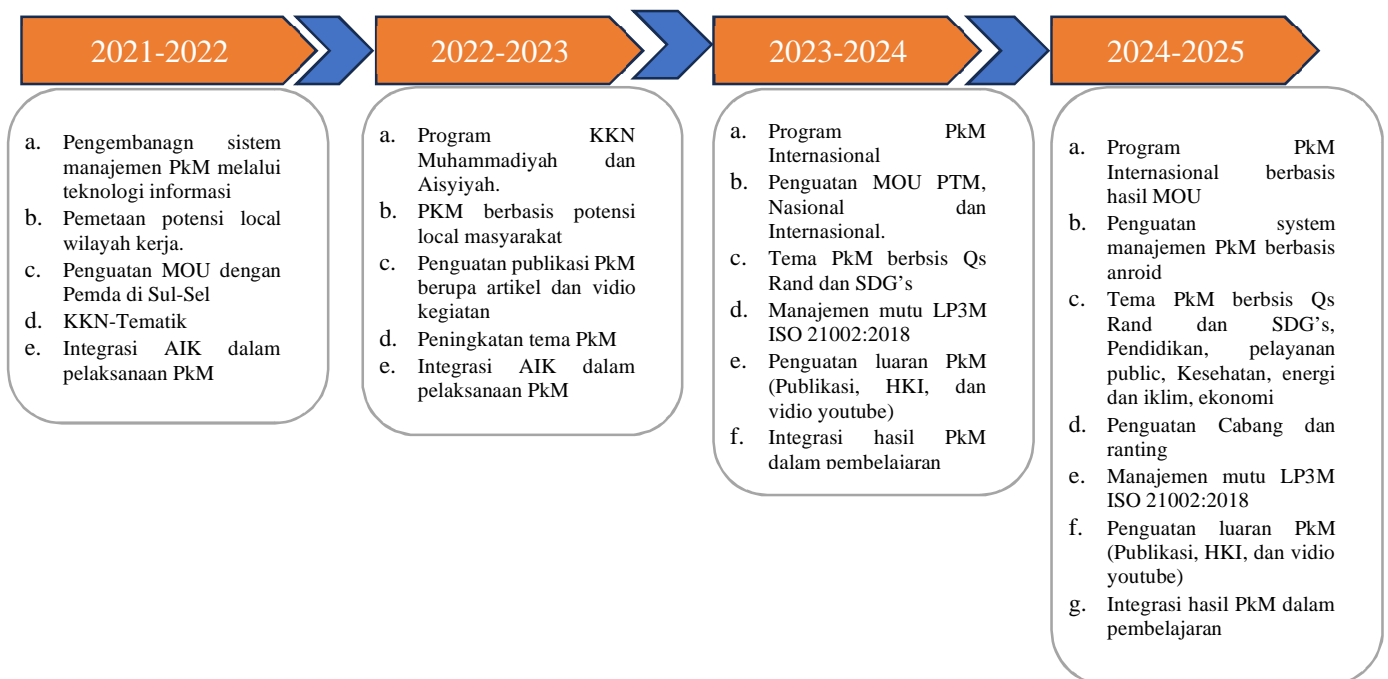 2021-2022
a. Pengembanagn sistem
manajemen PkM melalui
teknologi informasi
b. Pemetaan potensi local
wilayah kerja.
c. Penguatan MOU dengan
Pemda di Sul-Sel
d. KKN-Tematik
e. Integrasi AIK dalam
pelaksanaan PkM
2022-2023
a. Program KKN
Muhammadiyah dan
Aisyiyah.
b. PKM berbasis potensi
local masyarakat
c. Penguatan publikasi PkM
berupa artikel dan vidio
kegiatan
d. Peningkatan tema PkM
e. Integrasi AIK dalam
pelaksanaan PkM
2023-2024
a. Program PkM
Internasional
b. Penguatan MOU PTM,
Nasional dan
Internasional.
c. Tema PkM berbsis Qs
Rand dan SDG’s
d. Manajemen mutu LP3M
ISO 21002:2018
e. Penguatan luaran PkM
(Publikasi, HKI, dan
vidio youtube)
f. Integrasi hasil PkM
dalam pembelajaran
2024-2025
a. Program PkM
Internasional berbasis
hasil MOU
b. Penguatan system
manajemen PkM berbasis
anroid
c. Tema PkM berbsis Qs
Rand dan SDG’s,
Pendidikan, pelayanan
public, Kesehatan, energi
dan iklim, ekonomi
d. Penguatan Cabang dan
ranting
e. Manajemen mutu LP3M
ISO 21002:2018
f. Penguatan luaran PkM
(Publikasi, HKI, dan vidio
youtube)
g. Integrasi hasil PkM dalam
pembelajaran